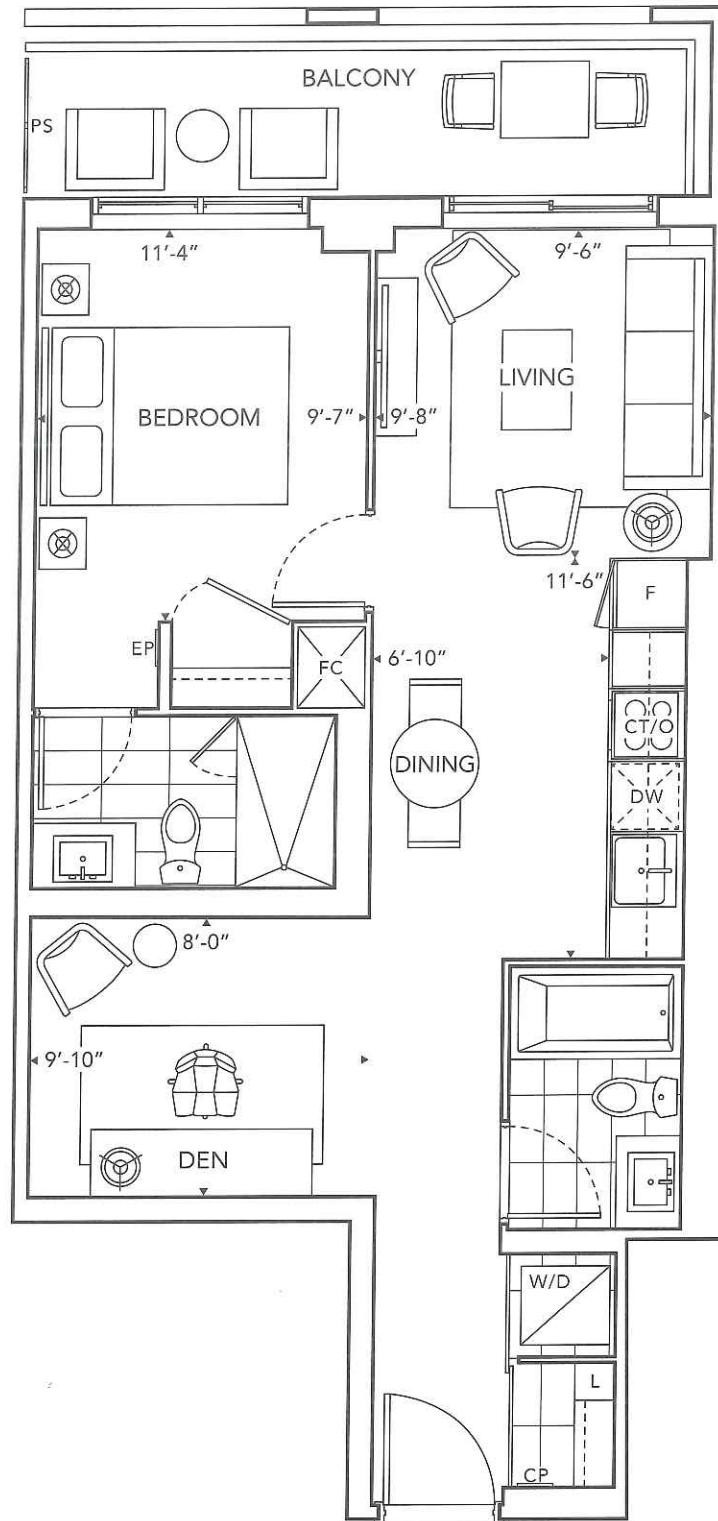 BALCONY
PS
11'-4"
9'-6"
LIVING
BEDROOM
9'-7"
9'-8"
11'-6"
F
EP
FC
6'-10"
CT/O
DINING
DW
8'-0"
9'-10"
DEN
W/D
L
CP